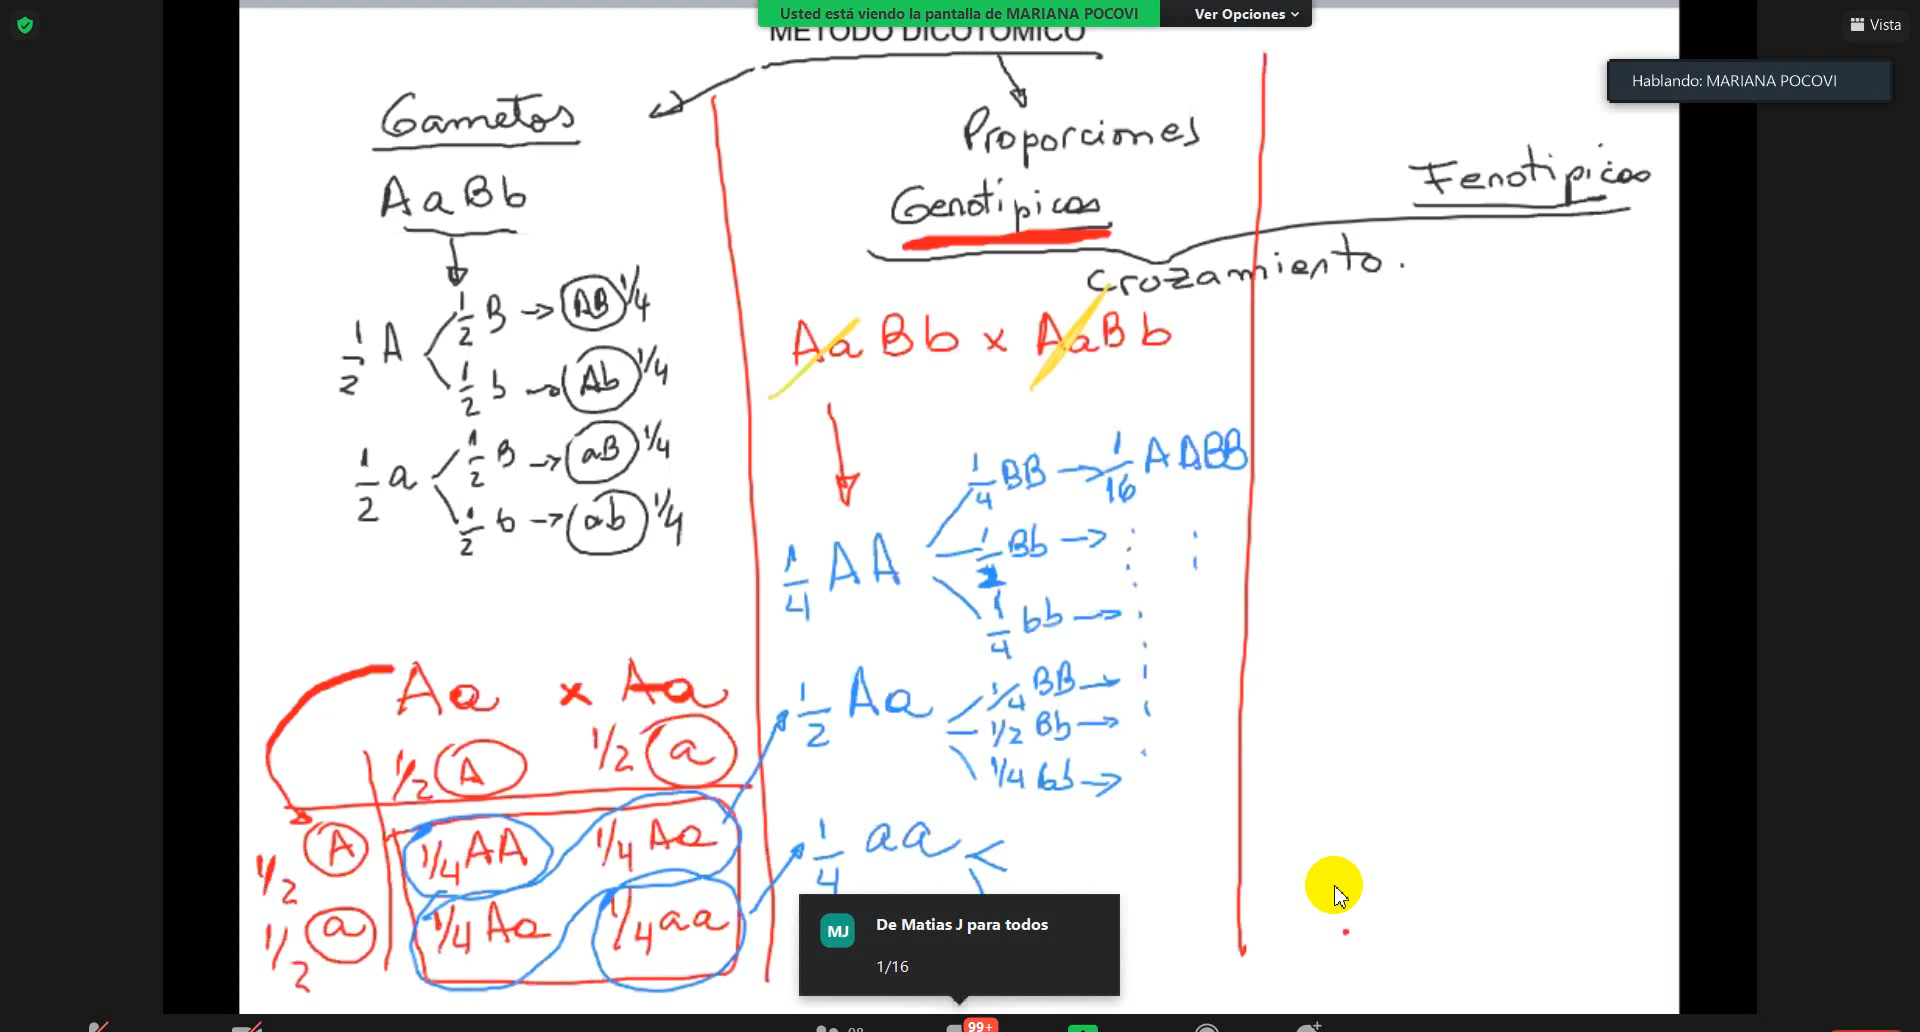 Usted está viendo la pantalla de MARIANA POCOVI
Ver Opciones
Vista
Hablando: MARIANA POCOVI
METODO DICOTOMICO
Gametos
AaBb
1/2 A
1/2 B → AB 1/4
1/2 b → Ab 1/4
1/2 a
1/2 B → aB 1/4
1/2 b → ab 1/4
Aa x Aa
1/2 A 1/2 a
1/2 A 1/4 AA 1/4 Aa
1/2 a 1/4 Aa 1/4 aa
Proporciones
Genotípicas
Fenotípicas
Crozamiento.
AaBb x AaBb
1/4 AA
1/4 BB → 1/16 AABB
1/2 Bb →
1/4 bb →
1/2 Aa
1/4 BB →
1/2 Bb →
1/4 bb →
1/4 aa
MJ
De Matias J para todos
1/16
99+